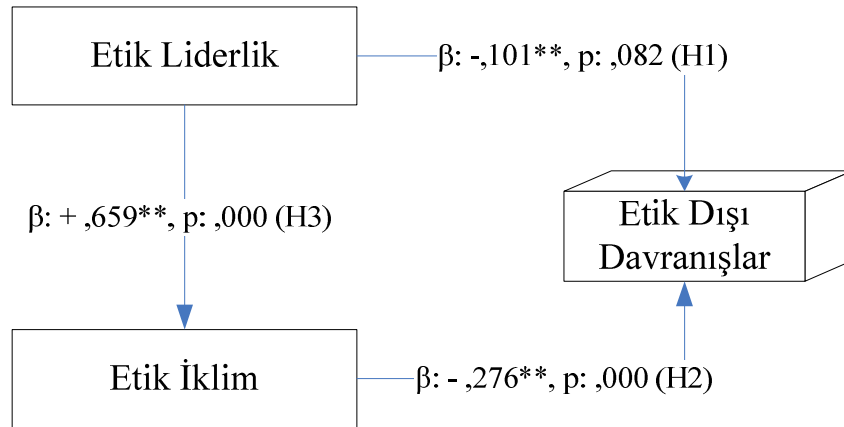 Etik Liderlik
β: -,101**, p: ,082 (H1)
Etik Dışı
Davranışlar
β: + ,659**, p: ,000 (H3)
Etik İklim
β: - ,276**, p: ,000 (H2)